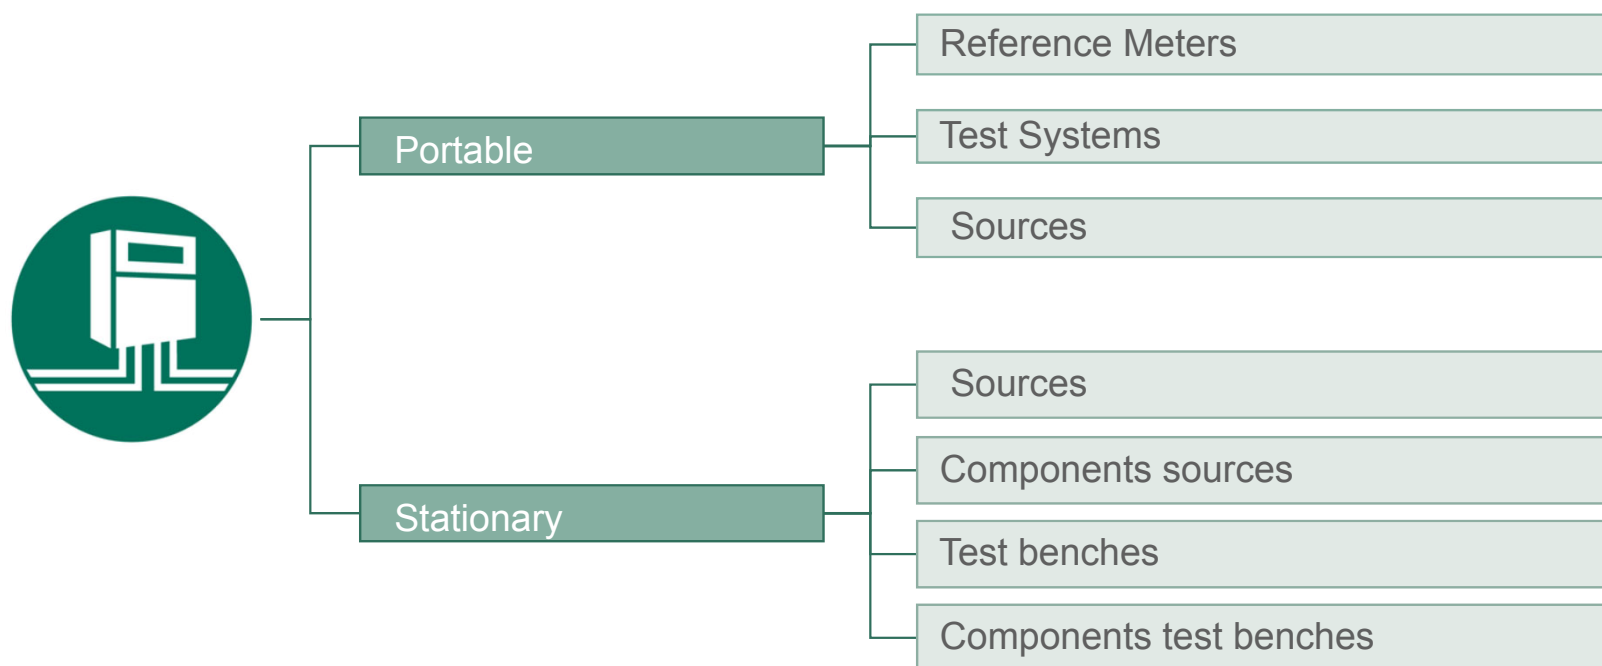 Portable
Reference Meters
Test Systems
Sources
Stationary
Sources
Components sources
Test benches
Components test benches